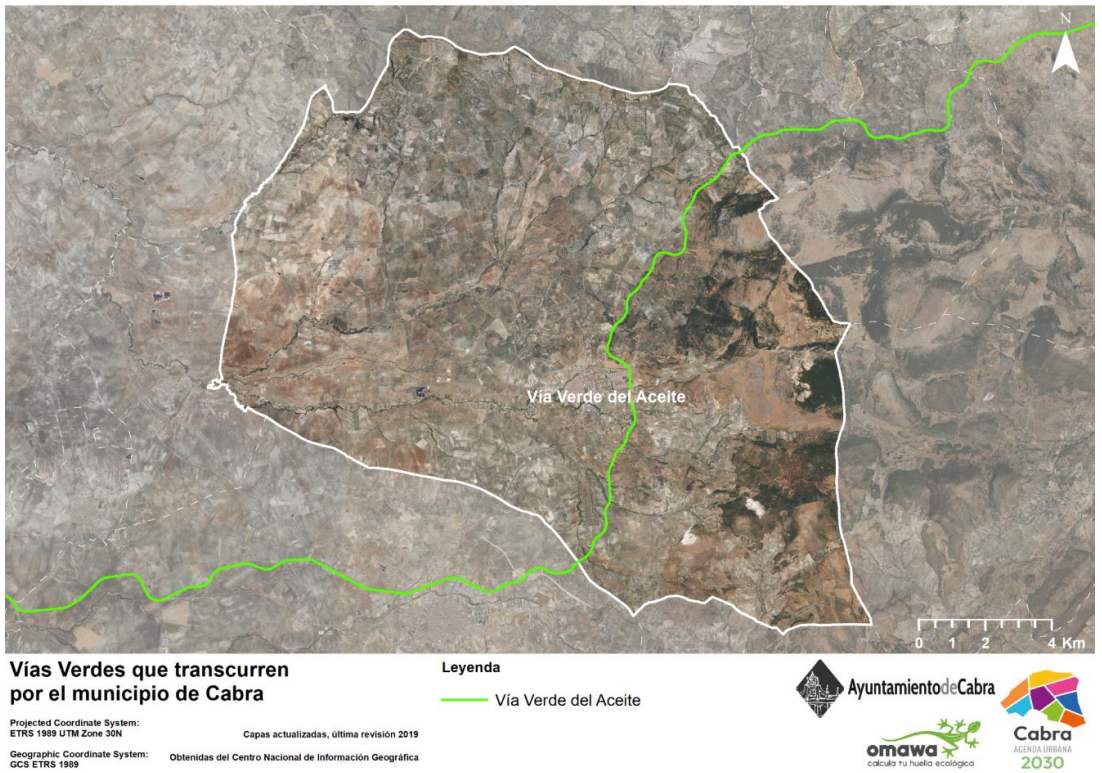 N
Vía Verde del Aceite
0 1 2 4 Km
Vías Verdes que transcurren
por el municipio de Cabra
Projected Coordinate System:
ETRS 1989 UTM Zone 30N
Geographic Coordinate System:
GCS ETRS 1989
Capas actualizadas, última revisión 2019
Obtenidas del Centro Nacional de Información Geográfica
Leyenda
Vía Verde del Aceite
AyuntamientodeCabra
omawa
calcula tu huella ecológica
Cabra
AGENDA URBANA
2030